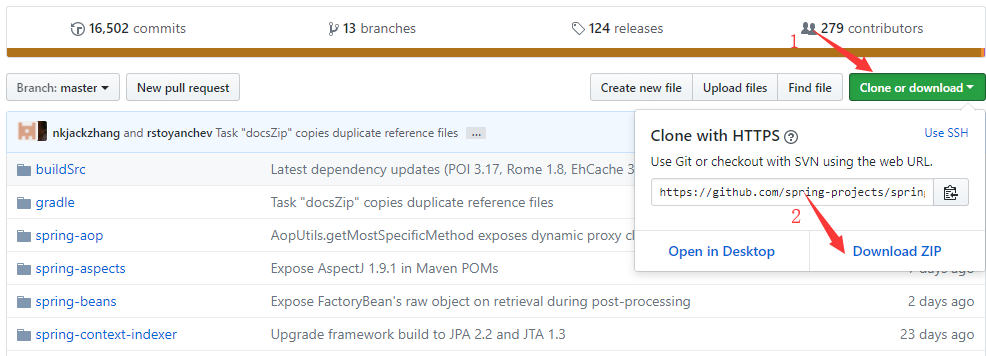 16,502 commits 13 branches 124 releases 279 contributors
1
Branch: master New pull request Create new file Upload files Find file Clone or download
nkjackzhang and rstoyanchev Task "docsZip" copies duplicate reference files ...
Clone with HTTPS ? Use SSH
Use Git or checkout with SVN using the web URL.
buildSrc Latest dependency updates (POI 3.17, Rome 1.8, EhCache 3
https://github.com/spring-projects/spring
gradle Task "docsZip" copies duplicate reference files
2
spring-aop AopUtils.getMostSpecificMethod exposes dynamic proxy cl
Open in Desktop Download ZIP
spring-aspects Expose AspectJ 1.9.1 in Maven POMs days ago
spring-beans Expose FactoryBean's raw object on retrieval during post-processing 2 days ago
spring-context-indexer Upgrade framework build to JPA 2.2 and JTA 1.3 23 days ago